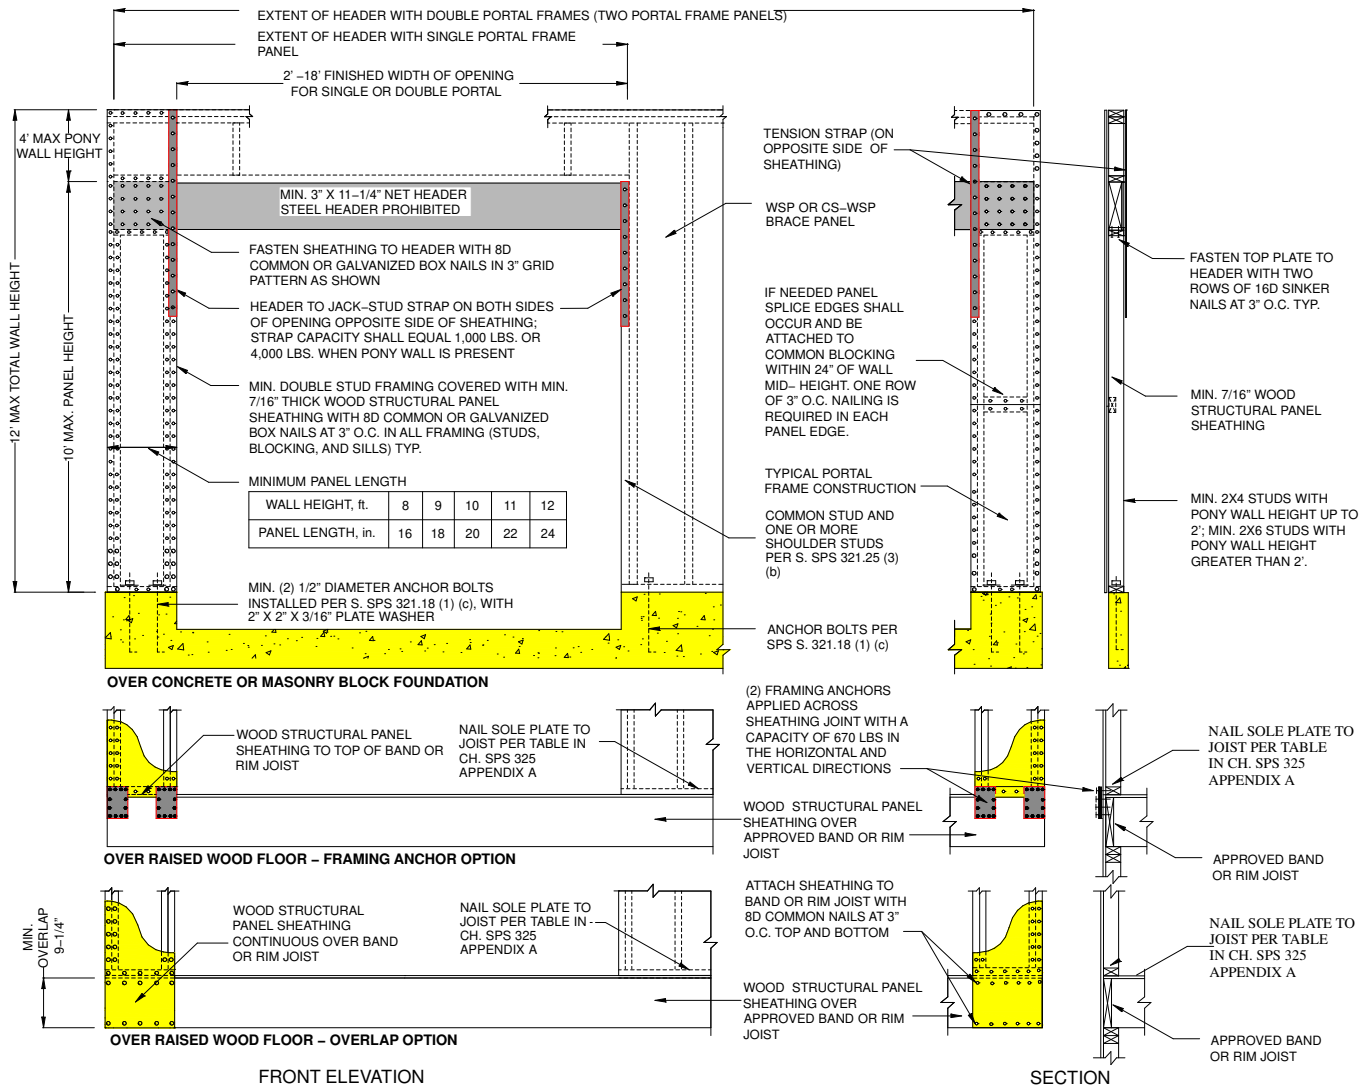 EXTENT OF HEADER WITH DOUBLE PORTAL FRAMES (TWO PORTAL FRAME PANELS)
EXTENT OF HEADER WITH SINGLE PORTAL FRAME
PANEL
2' –18' FINISHED WIDTH OF OPENING
FOR SINGLE OR DOUBLE PORTAL
4' MAX PONY
WALL HEIGHT
12' MAX TOTAL WALL HEIGHT
10' MAX. PANEL HEIGHT
MIN. 3" X 11–1/4" NET HEADER
STEEL HEADER PROHIBITED
FASTEN SHEATHING TO HEADER WITH 8D
COMMON OR GALVANIZED BOX NAILS IN 3" GRID
PATTERN AS SHOWN
HEADER TO JACK–STUD STRAP ON BOTH SIDES
OF OPENING OPPOSITE SIDE OF SHEATHING;
STRAP CAPACITY SHALL EQUAL 1,000 LBS. OR
4,000 LBS. WHEN PONY WALL IS PRESENT
MIN. DOUBLE STUD FRAMING COVERED WITH MIN.
7/16" THICK WOOD STRUCTURAL PANEL
SHEATHING WITH 8D COMMON OR GALVANIZED
BOX NAILS AT 3" O.C. IN ALL FRAMING (STUDS,
BLOCKING, AND SILLS) TYP.
MINIMUM PANEL LENGTH
WALL HEIGHT, ft. 8 9 10 11 12
PANEL LENGTH, in. 16 18 20 22 24
MIN. (2) 1/2" DIAMETER ANCHOR BOLTS
INSTALLED PER S. SPS 321.18 (1) (c), WITH
2" X 2" X 3/16" PLATE WASHER
TENSION STRAP (ON
OPPOSITE SIDE OF
SHEATHING)
WSP OR CS–WSP
BRACE PANEL
IF NEEDED PANEL
SPLICE EDGES SHALL
OCCUR AND BE
ATTACHED TO
COMMON BLOCKING
WITHIN 24" OF WALL
MID– HEIGHT. ONE ROW
OF 3" O.C. NAILING IS
REQUIRED IN EACH
PANEL EDGE.
TYPICAL PORTAL
FRAME CONSTRUCTION
COMMON STUD AND
ONE OR MORE
SHOULDER STUDS
PER S. SPS 321.25 (3)
(b)
ANCHOR BOLTS PER
SPS S. 321.18 (1) (c)
FASTEN TOP PLATE TO
HEADER WITH TWO
ROWS OF 16D SINKER
NAILS AT 3" O.C. TYP.
MIN. 7/16" WOOD
STRUCTURAL PANEL
SHEATHING
MIN. 2X4 STUDS WITH
PONY WALL HEIGHT UP TO
2'; MIN. 2X6 STUDS WITH
PONY WALL HEIGHT
GREATER THAN 2'.
OVER CONCRETE OR MASONRY BLOCK FOUNDATION
WOOD STRUCTURAL PANEL
SHEATHING TO TOP OF BAND OR
RIM JOIST
NAIL SOLE PLATE TO
JOIST PER TABLE IN
CH. SPS 325
APPENDIX A
(2) FRAMING ANCHORS
APPLIED ACROSS
SHEATHING JOINT WITH A
CAPACITY OF 670 LBS IN
THE HORIZONTAL AND
VERTICAL DIRECTIONS
WOOD STRUCTURAL PANEL
SHEATHING OVER
APPROVED BAND OR RIM
JOIST
NAIL SOLE PLATE TO
JOIST PER TABLE
IN CH. SPS 325
APPENDIX A
APPROVED BAND
OR RIM JOIST
OVER RAISED WOOD FLOOR – FRAMING ANCHOR OPTION
MIN.
OVERLAP
9–1/4"
WOOD STRUCTURAL
PANEL SHEATHING
CONTINUOUS OVER BAND
OR RIM JOIST
NAIL SOLE PLATE TO
JOIST PER TABLE IN
CH. SPS 325
APPENDIX A
ATTACH SHEATHING TO
BAND OR RIM JOIST WITH
8D COMMON NAILS AT 3"
O.C. TOP AND BOTTOM
WOOD STRUCTURAL PANEL
SHEATHING OVER
APPROVED BAND OR RIM
JOIST
NAIL SOLE PLATE TO
JOIST PER TABLE
IN CH. SPS 325
APPENDIX A
APPROVED BAND
OR RIM JOIST
OVER RAISED WOOD FLOOR – OVERLAP OPTION
FRONT ELEVATION
SECTION